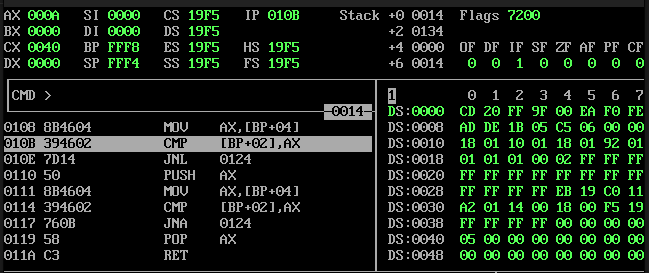 AX 000A SI 0000 CS 19F5 IP 010B Stack +0 0014 Flags 7200
BX 0000 DI 0000 DS 19F5 +2 0134
CX 0040 BP FFF8 ES 19F5 HS 19F5 +4 0000 OF DF IF SF ZF AF PF CF
DX 0000 SP FFF4 SS 19F5 FS 19F5 +6 0014 0 0 1 0 0 0 0 0
CMD >
0014
1 0 1 2 3 4 5 6 7
0108 8B4604 MOV AX,[BP+04]
010B 394602 CMP [BP+02],AX
010E 7D14 JNL 0124
0110 50 PUSH AX
0111 8B4604 MOV AX,[BP+04]
0114 394602 CMP [BP+02],AX
0117 760B JNA 0124
0119 58 POP AX
011A C3 RET
DS:0000 CD 20 FF 9F 00 EA F0 FE
DS:0008 AD DE 1B 05 C5 06 00 00
DS:0010 18 01 10 01 18 01 92 01
DS:0018 01 01 01 00 02 FF FF FF
DS:0020 FF FF FF FF FF FF FF FF
DS:0028 FF FF FF FF EB 19 C0 11
DS:0030 A2 01 14 00 18 00 F5 19
DS:0038 FF FF FF FF 00 00 00 00
DS:0040 05 00 00 00 00 00 00 00
DS:0048 00 00 00 00 00 00 00 00